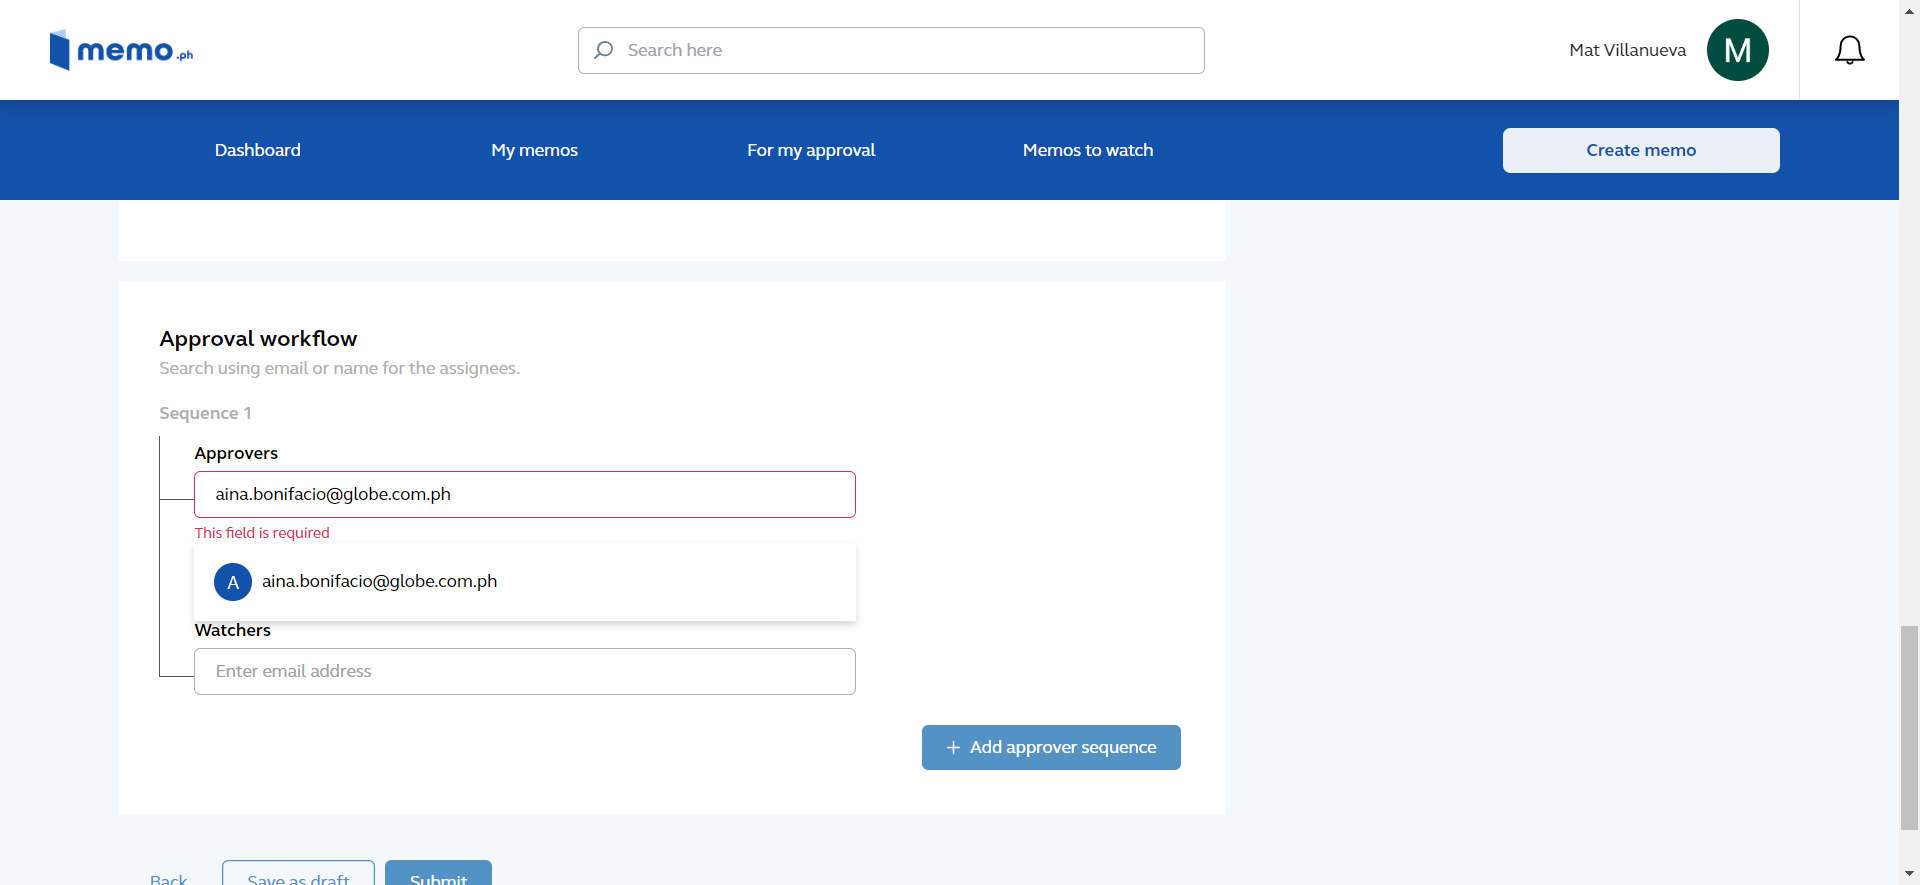 memo.ph
Search here
Mat Villanueva
M
Dashboard
My memos
For my approval
Memos to watch
Create memo
Approval workflow
Search using email or name for the assignees.
Sequence 1
Approvers
aina.bonifacio@globe.com.ph
This field is required
A
aina.bonifacio@globe.com.ph
Watchers
Enter email address
+ Add approver sequence
Back
Save as draft
Submit